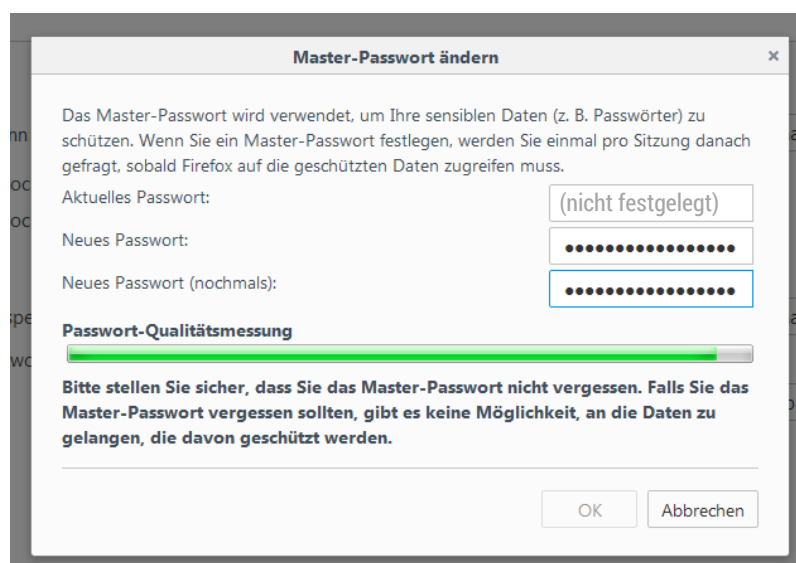 Master-Passwort ändern
Das Master-Passwort wird verwendet, um Ihre sensiblen Daten (z. B. Passwörter) zu
schützen. Wenn Sie ein Master-Passwort festlegen, werden Sie einmal pro Sitzung danach
gefragt, sobald Firefox auf die geschützten Daten zugreifen muss.
Aktuelles Passwort: (nicht festgelegt)
Neues Passwort: •••••••••••••••••
Neues Passwort (nochmals): •••••••••••••••••
Passwort-Qualitätsmessung
Bitte stellen Sie sicher, dass Sie das Master-Passwort nicht vergessen. Falls Sie das
Master-Passwort vergessen sollten, gibt es keine Möglichkeit, an die Daten zu
gelangen, die davon geschützt werden.
OK Abbrechen